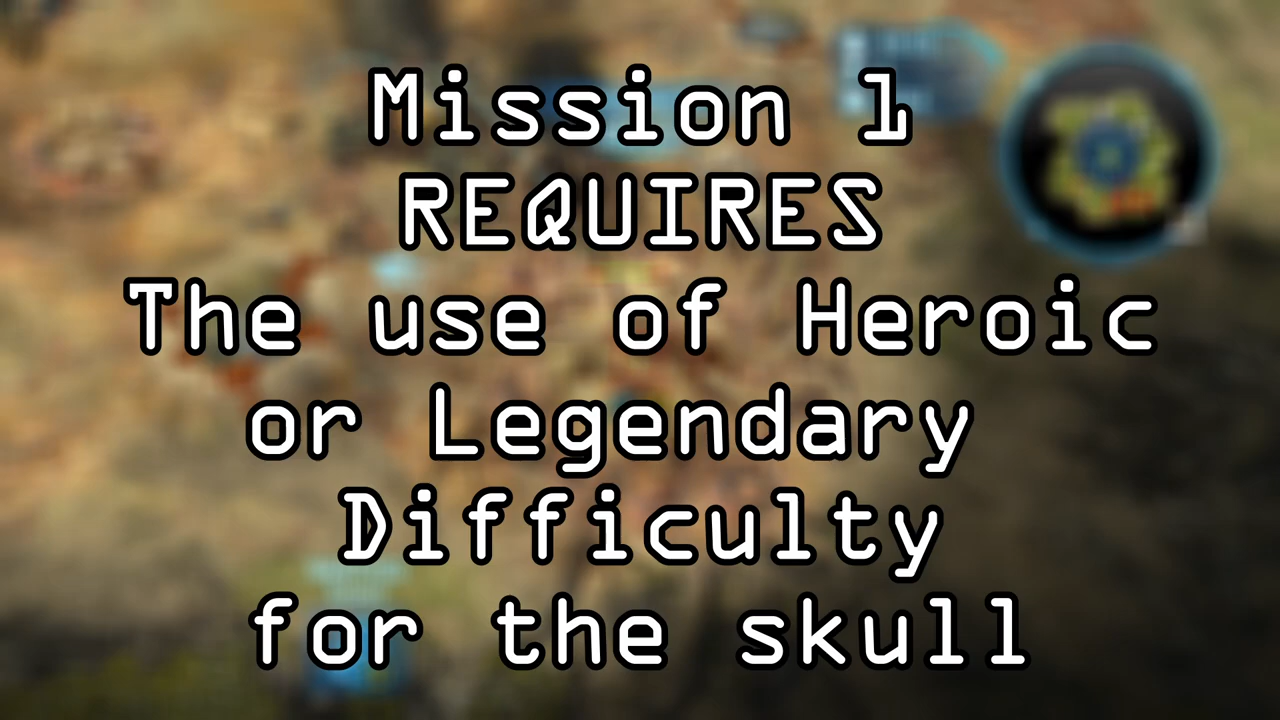 Mission 1
REQUIRES
The use of Heroic
or Legendary
Difficulty
for the skull